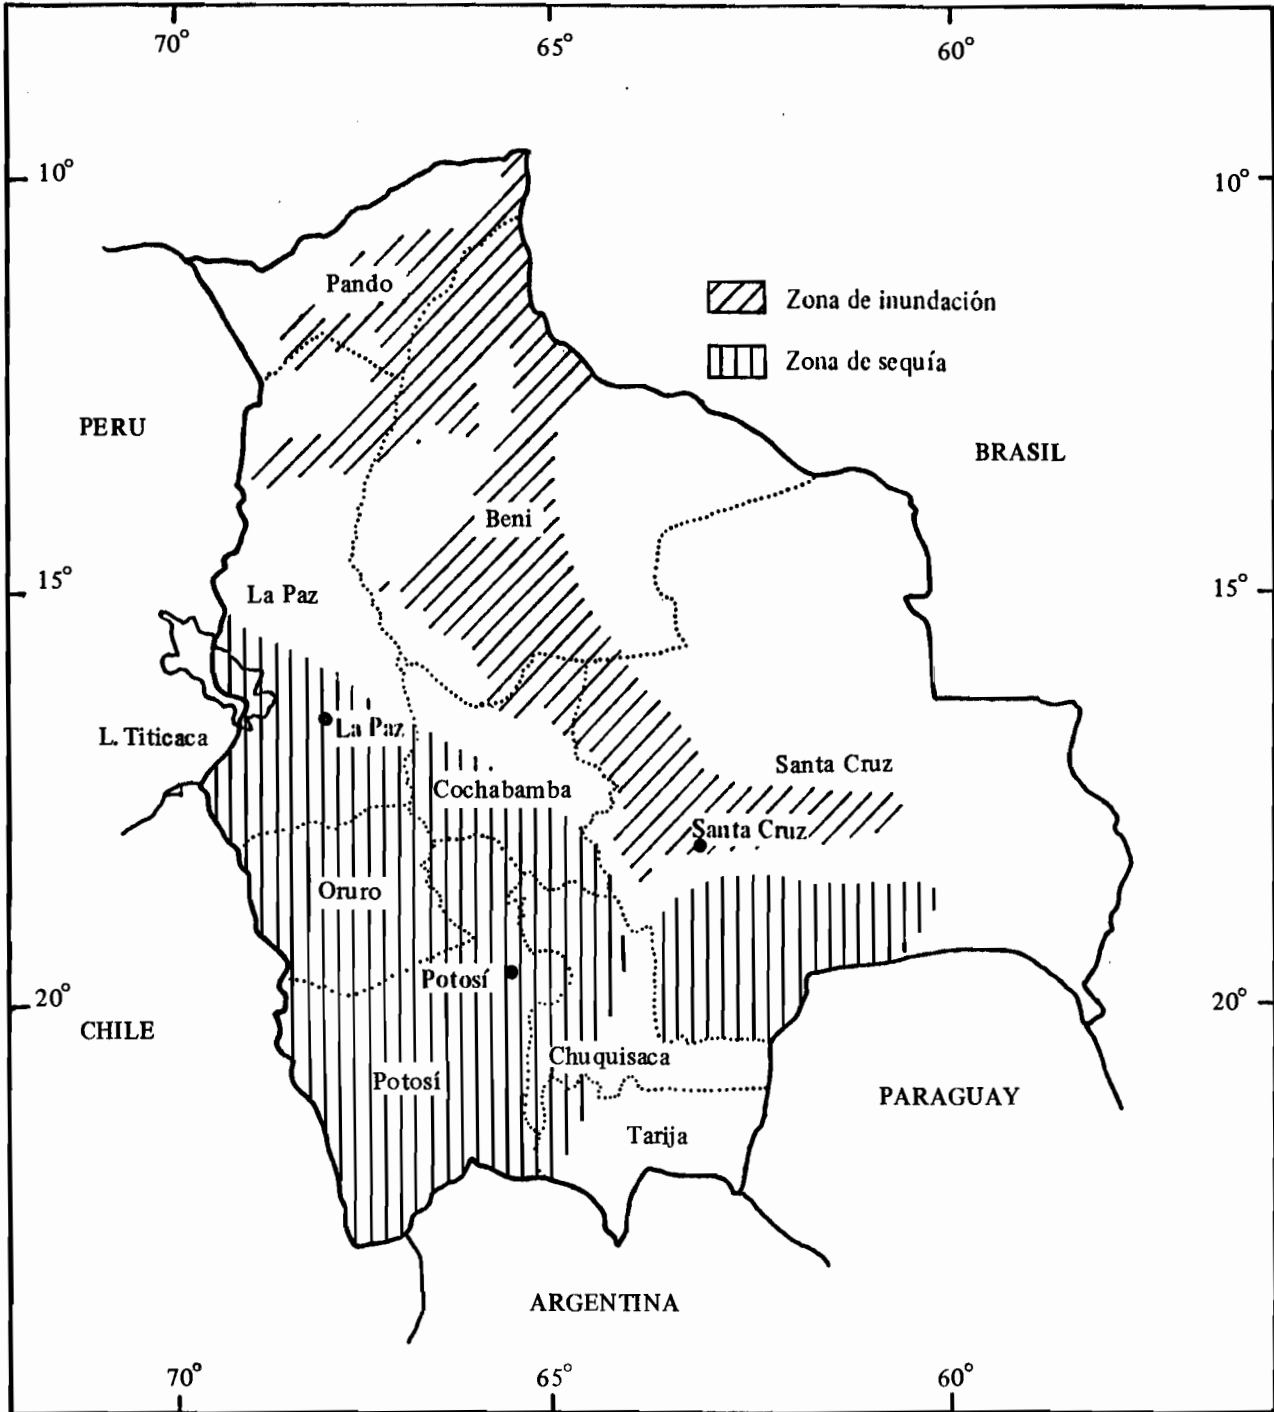 70° 65° 60°
10° 10°
Pando
Zona de inundación
Zona de sequía
PERU
BRASIL
Beni
15° 15°
La Paz
La Paz
L. Titicaca
Santa Cruz
Cochabamba
Santa Cruz
Oruro
Potosí
20° 20°
CHILE
Chuquisaca
Potosí
PARAGUAY
Tarija
ARGENTINA
70° 65° 60°